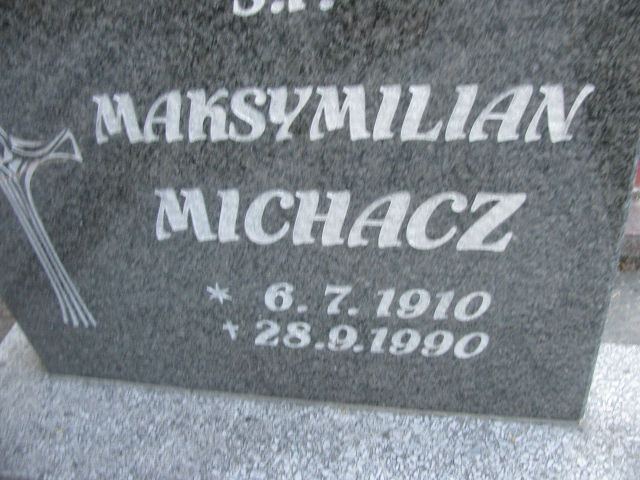 Ś.P.
MAKSYMILIAN
MICHACZ
* 6. 7. 1910
+ 28.9.1990